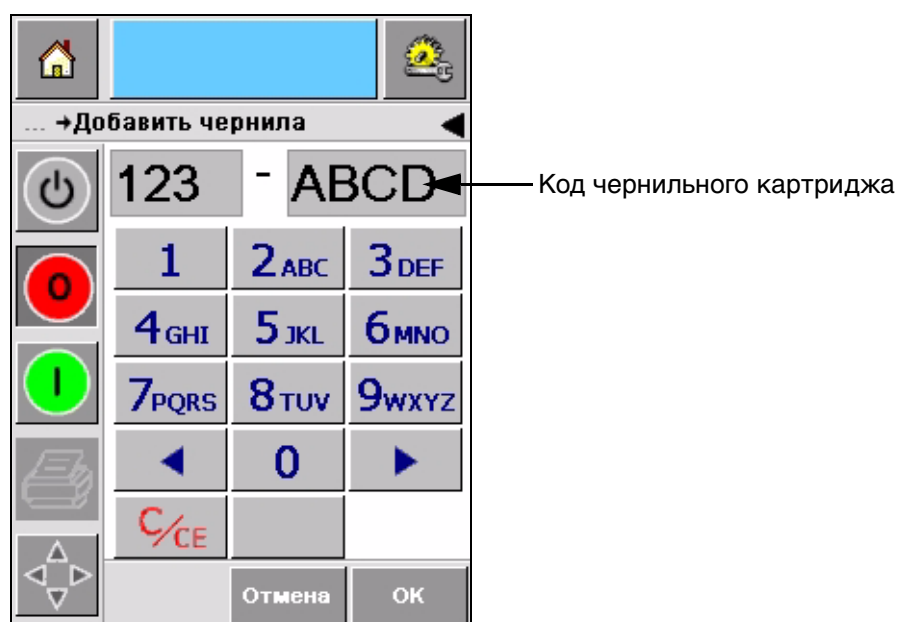 ... →Добавить чернила
123 - ABCD
Код чернильного картриджа
1 2ABC 3DEF
4GHI 5JKL 6MNO
O
7PQRS 8TUV 9WXYZ
I
0
C/CE
Отмена OK